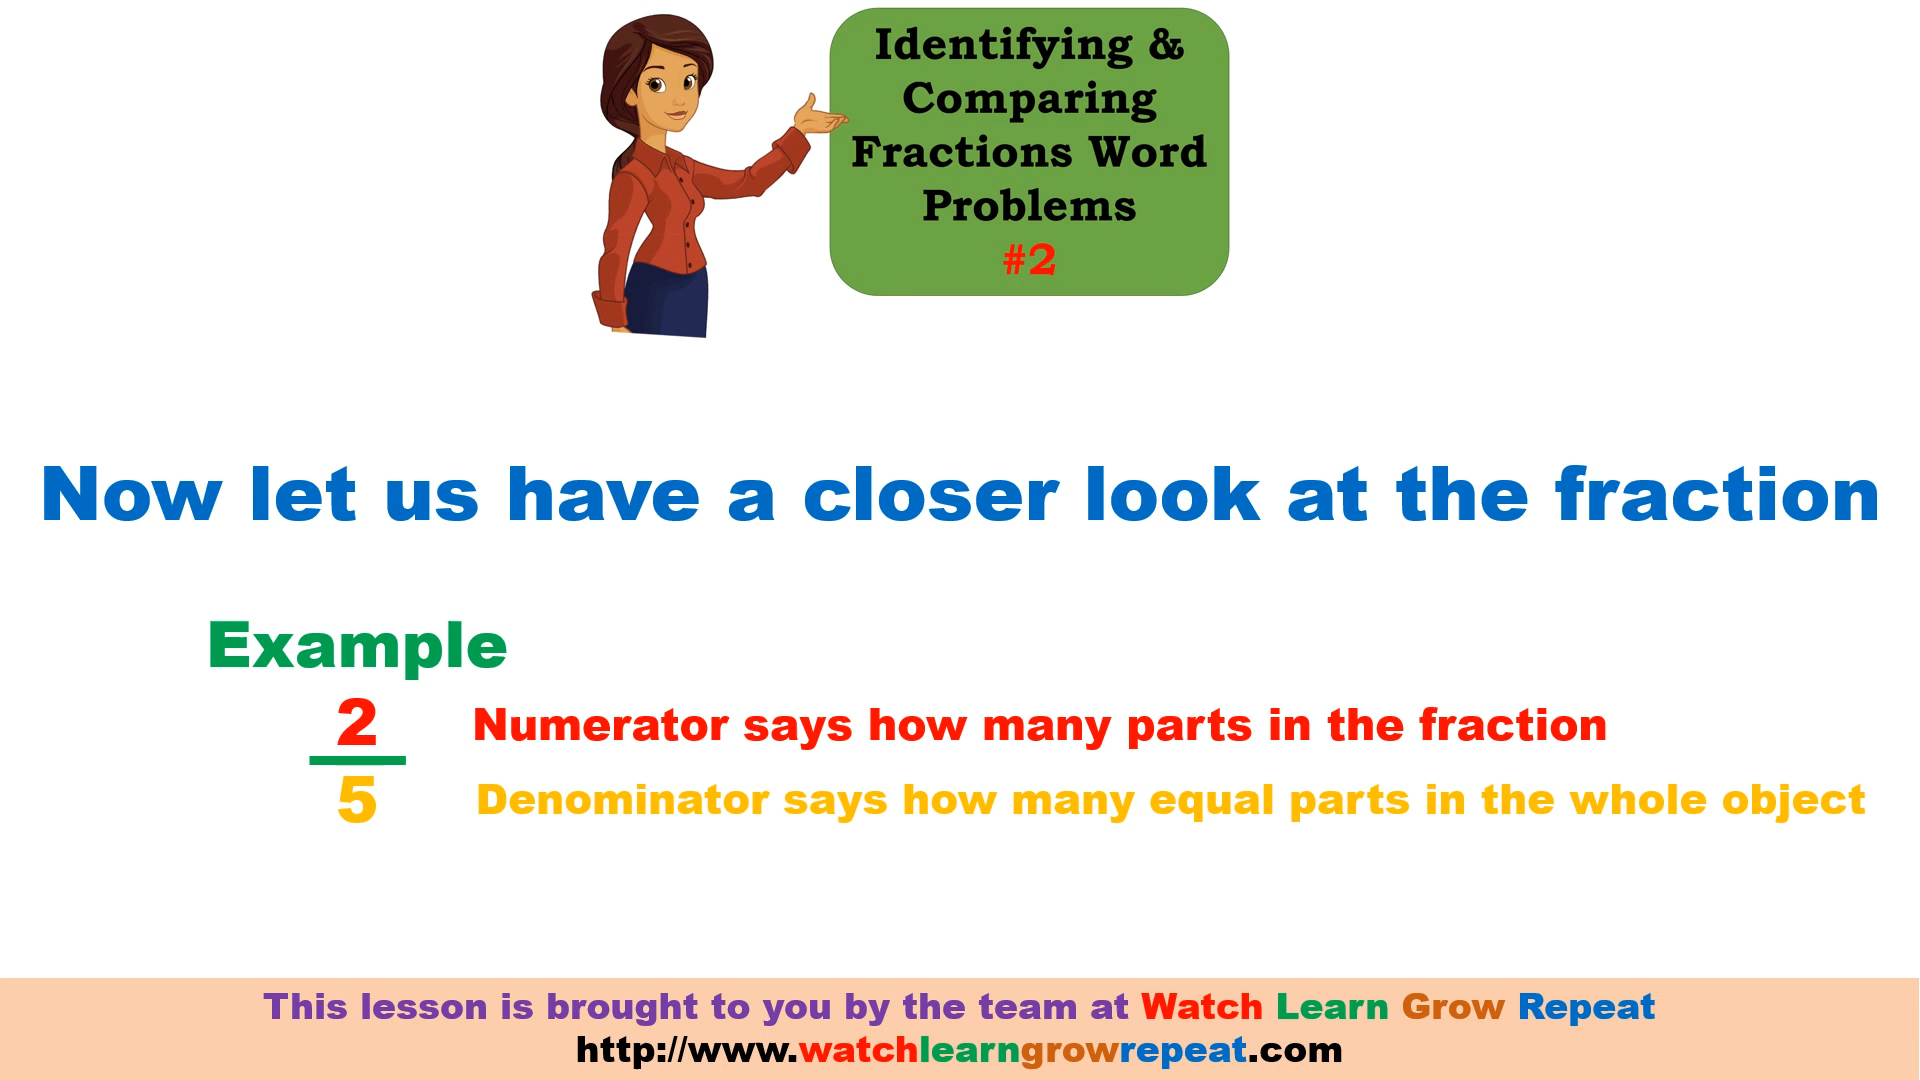 Identifying &
Comparing
Fractions Word
Problems
#2
Now let us have a closer look at the fraction
Example
2
Numerator says how many parts in the fraction
5
Denominator says how many equal parts in the whole object
This lesson is brought to you by the team at Watch Learn Grow Repeat
http://www.watchlearngrowrepeat.com